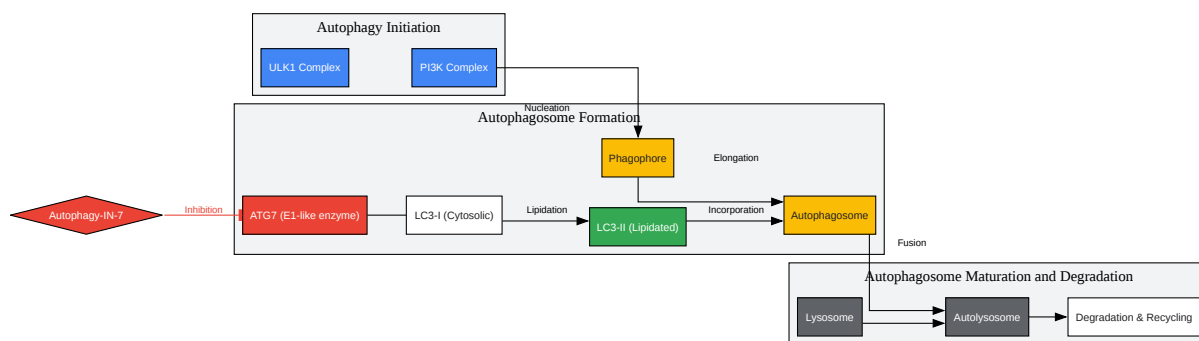 Autophagy Initiation
ULK1 Complex
PI3K Complex
Nucleation
Autophagosome Formation
Phagophore
Elongation
Autophagy-IN-7
Inhibition
ATG7 (E1-like enzyme)
LC3-I (Cytosolic)
Lipidation
LC3-II (Lipidated)
Incorporation
Autophagosome
Fusion
Autophagosome Maturation and Degradation
Lysosome
Autolysosome
Degradation & Recycling